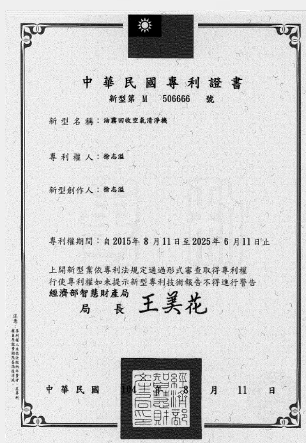 中華民國專利證書
新型第 M 506666 號
新型名稱：油霧回收空氣清淨機
專利權人：徐志溢
新型創作人：徐志溢
專利權期間：自2015年 8 月11日至2025年 6 月11日止
上開新型業依專利法規定通過形式審查取得專利權
行使專利權如未提示新型專利技術報告不得進行警告
經濟部智慧財產局
局 長 王美花
中華民國 104 年 8 月 11 日